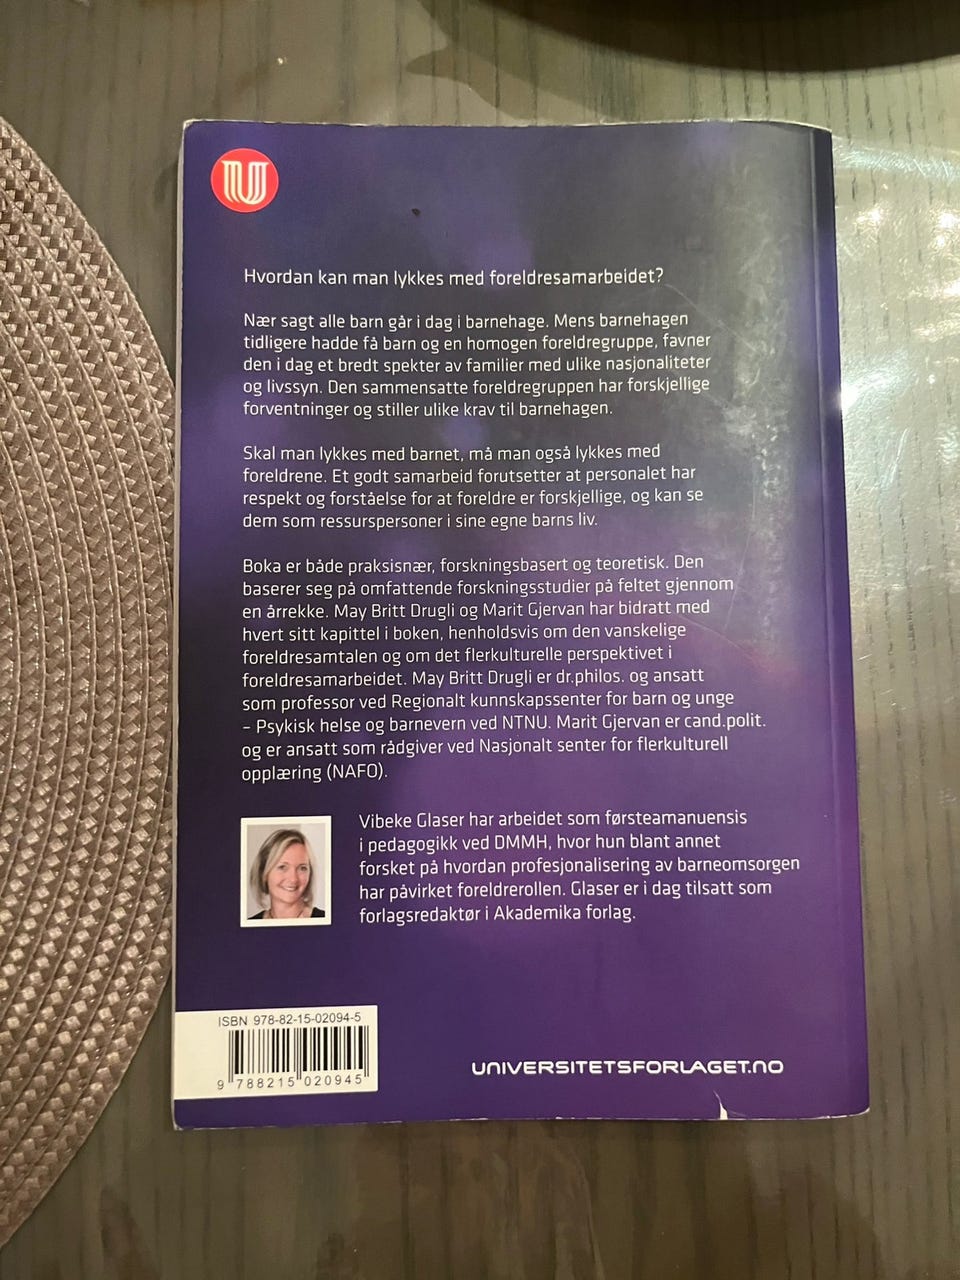 U
Hvordan kan man lykkes med foreldresamarbeidet?
Nær sagt alle barn går i dag i barnehage. Mens barnehagen
tidligere hadde få barn og en homogen foreldregruppe, favner
den i dag et bredt spekter av familier med ulike nasjonaliteter
og livssyn. Den sammensatte foreldregruppen har forskjellige
forventninger og stiller ulike krav til barnehagen.
Skal man lykkes med barnet, må man også lykkes med
foreldrene. Et godt samarbeid forutsetter at personalet har
respekt og forståelse for at foreldre er forskjellige, og kan se
dem som ressurspersoner i sine egne barns liv.
Boka er både praksisnær, forskningsbasert og teoretisk. Den
baserer seg på omfattende forskningsstudier på feltet gjennom
en årrekke. May Britt Drugli og Marit Gjervan har bidratt med
hvert sitt kapittel i boken, henholdsvis om den vanskelige
foreldresamtalen og om det flerkulturelle perspektivet i
foreldresamarbeidet. May Britt Drugli er dr.philos. og ansatt
som professor ved Regionalt kunnskapssenter for barn og unge
– Psykisk helse og barnevern ved NTNU. Marit Gjervan er cand.polit.
og er ansatt som rådgiver ved Nasjonalt senter for flerkulturell
opplæring (NAFO).
Vibeke Glaser har arbeidet som førsteamanuensis
i pedagogikk ved DMMH, hvor hun blant annet
forsket på hvordan profesjonalisering av barneomsorgen
har påvirket foreldrerollen. Glaser er i dag tilsatt som
forlagsredaktør i Akademika forlag.
ISBN 978-82-15-02094-5
9 788215 020945
UNIVERSITETSFORLAGET.NO